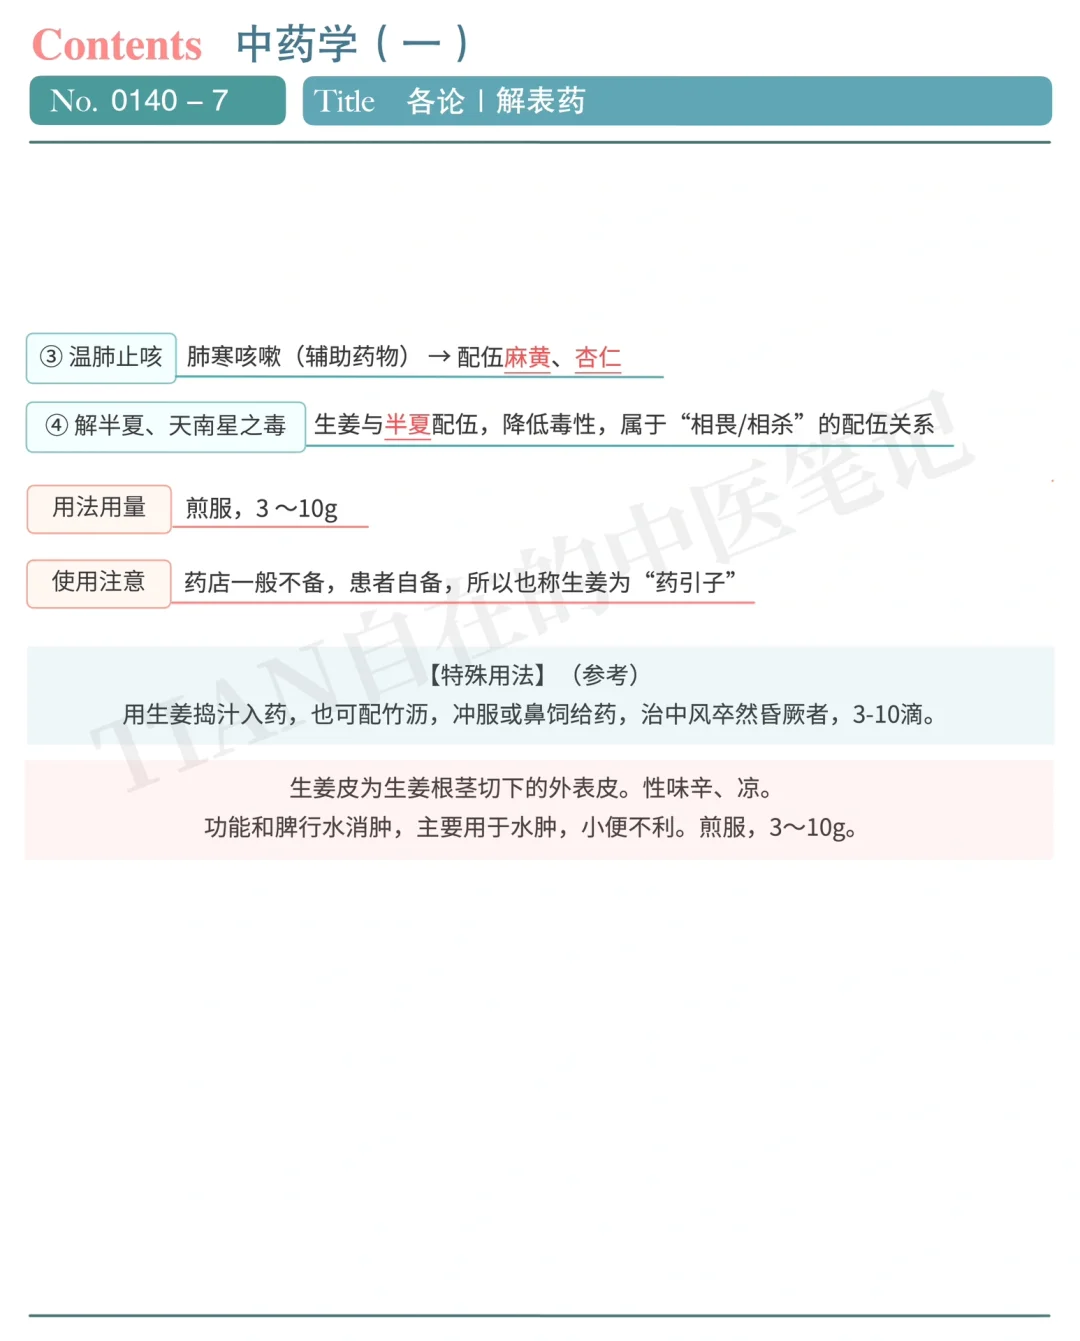 Contents 中药学（一）
No. 0140 – 7 Title 各论 | 解表药
③ 温肺止咳 肺寒咳嗽（辅助药物） → 配伍麻黄、杏仁
④ 解半夏、天南星之毒 生姜与半夏配伍，降低毒性，属于“相畏/相杀”的配伍关系
用法用量 煎服，3 ～10g
使用注意 药店一般不备，患者自备，所以也称生姜为“药引子”
【特殊用法】（参考）
用生姜捣汁入药，也可配竹沥，冲服或鼻饲给药，治中风卒然昏厥者，3-10滴。
生姜皮为生姜根茎切下的外表皮。性味辛、凉。
功能和脾行水消肿，主要用于水肿，小便不利。煎服，3～10g。
TIAN自在的中医笔记